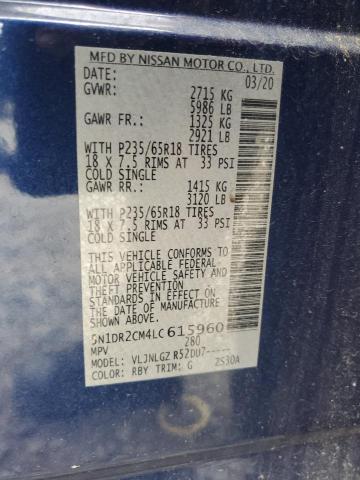 MFD BY NISSAN MOTOR CO., LTD.
DATE: 03/20
GVWR: 2715 KG
5986 LB
GAWR FR.: 1325 KG
2921 LB
WITH P235/65R18 TIRES
18 X 7.5 RIMS AT 33 PSI
COLD SINGLE
GAWR RR.: 1415 KG
3120 LB
WITH P235/65R18 TIRES
18 X 7.5 RIMS AT 33 PSI
COLD SINGLE
THIS VEHICLE CONFORMS TO
ALL APPLICABLE FEDERAL
MOTOR VEHICLE SAFETY AND
THEFT PREVENTION
STANDARDS IN EFFECT ON
THE DATE OF MANUFACTURE
SHOWN ABOVE.
5N1DR2CM4LC615960
MPV 280
MODEL: VLJNLGZ R52DU7-----
COLOR: RBY TRIM: G 2S30A